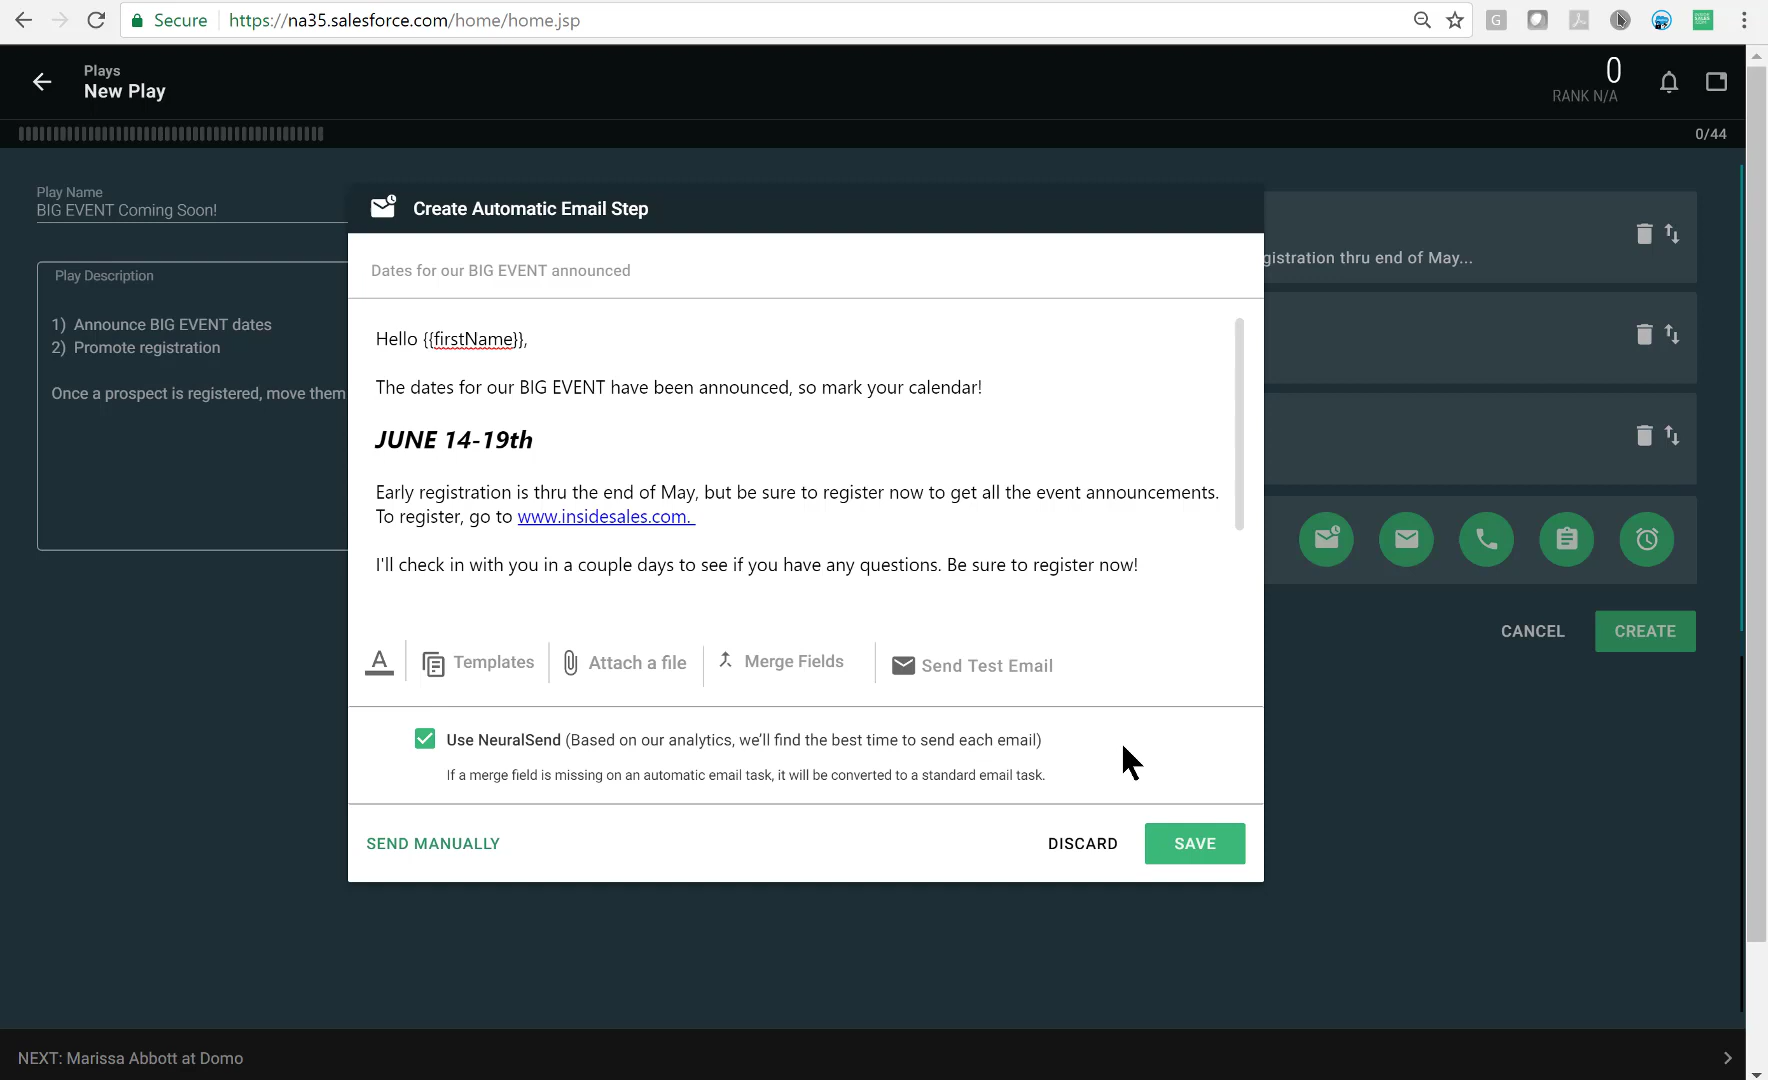 Secure
https://na35.salesforce.com/home/home.jsp
Plays
New Play
0
RANK N/A
0/44
Play Name
BIG EVENT Coming Soon!
Play Description
1) Announce BIG EVENT dates
2) Promote registration
Once a prospect is registered, move them
Create Automatic Email Step
Dates for our BIG EVENT announced
Hello {{firstName}},
The dates for our BIG EVENT have been announced, so mark your calendar!
JUNE 14-19th
Early registration is thru the end of May, but be sure to register now to get all the event announcements.
To register, go to www.insidesales.com.
I'll check in with you in a couple days to see if you have any questions. Be sure to register now!
A Templates Attach a file Merge Fields Send Test Email
Use NeuralSend (Based on our analytics, we'll find the best time to send each email)
If a merge field is missing on an automatic email task, it will be converted to a standard email task.
SEND MANUALLY
DISCARD
SAVE
gistration thru end of May...
CANCEL
CREATE
NEXT: Marissa Abbott at Domo